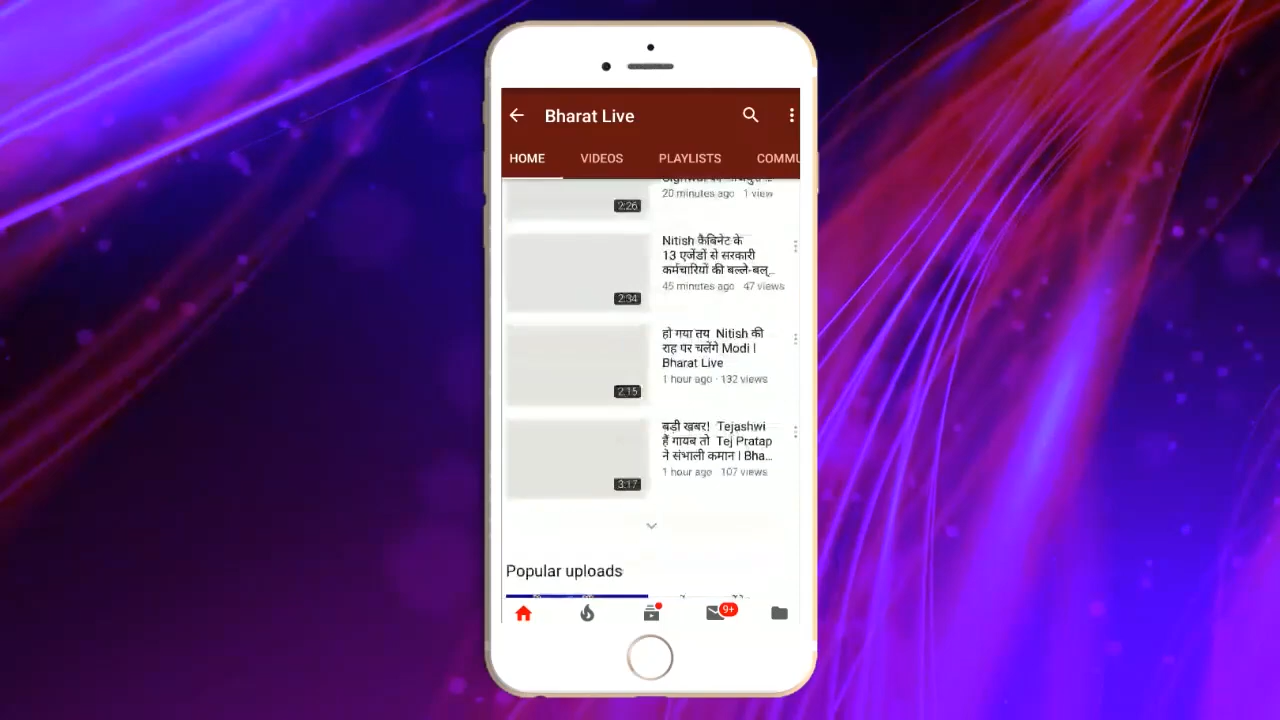 Bharat Live
HOME VIDEOS PLAYLISTS COMMU
20 minutes ago 1 view
2:26
Nitish कैबिनेट के
13 एजेंडों से सरकारी
कर्मचारियों की बल्ले-बल्...
45 minutes ago 47 views
2:34
हो गया तय Nitish की
राह पर चलेंगे Modi |
Bharat Live
1 hour ago · 132 views
2:15
बड़ी खबर! Tejashwi
हैं गायब तो Tej Pratap
ने संभाली कमान | Bha...
1 hour ago 107 views
3:17
Popular uploads
9+